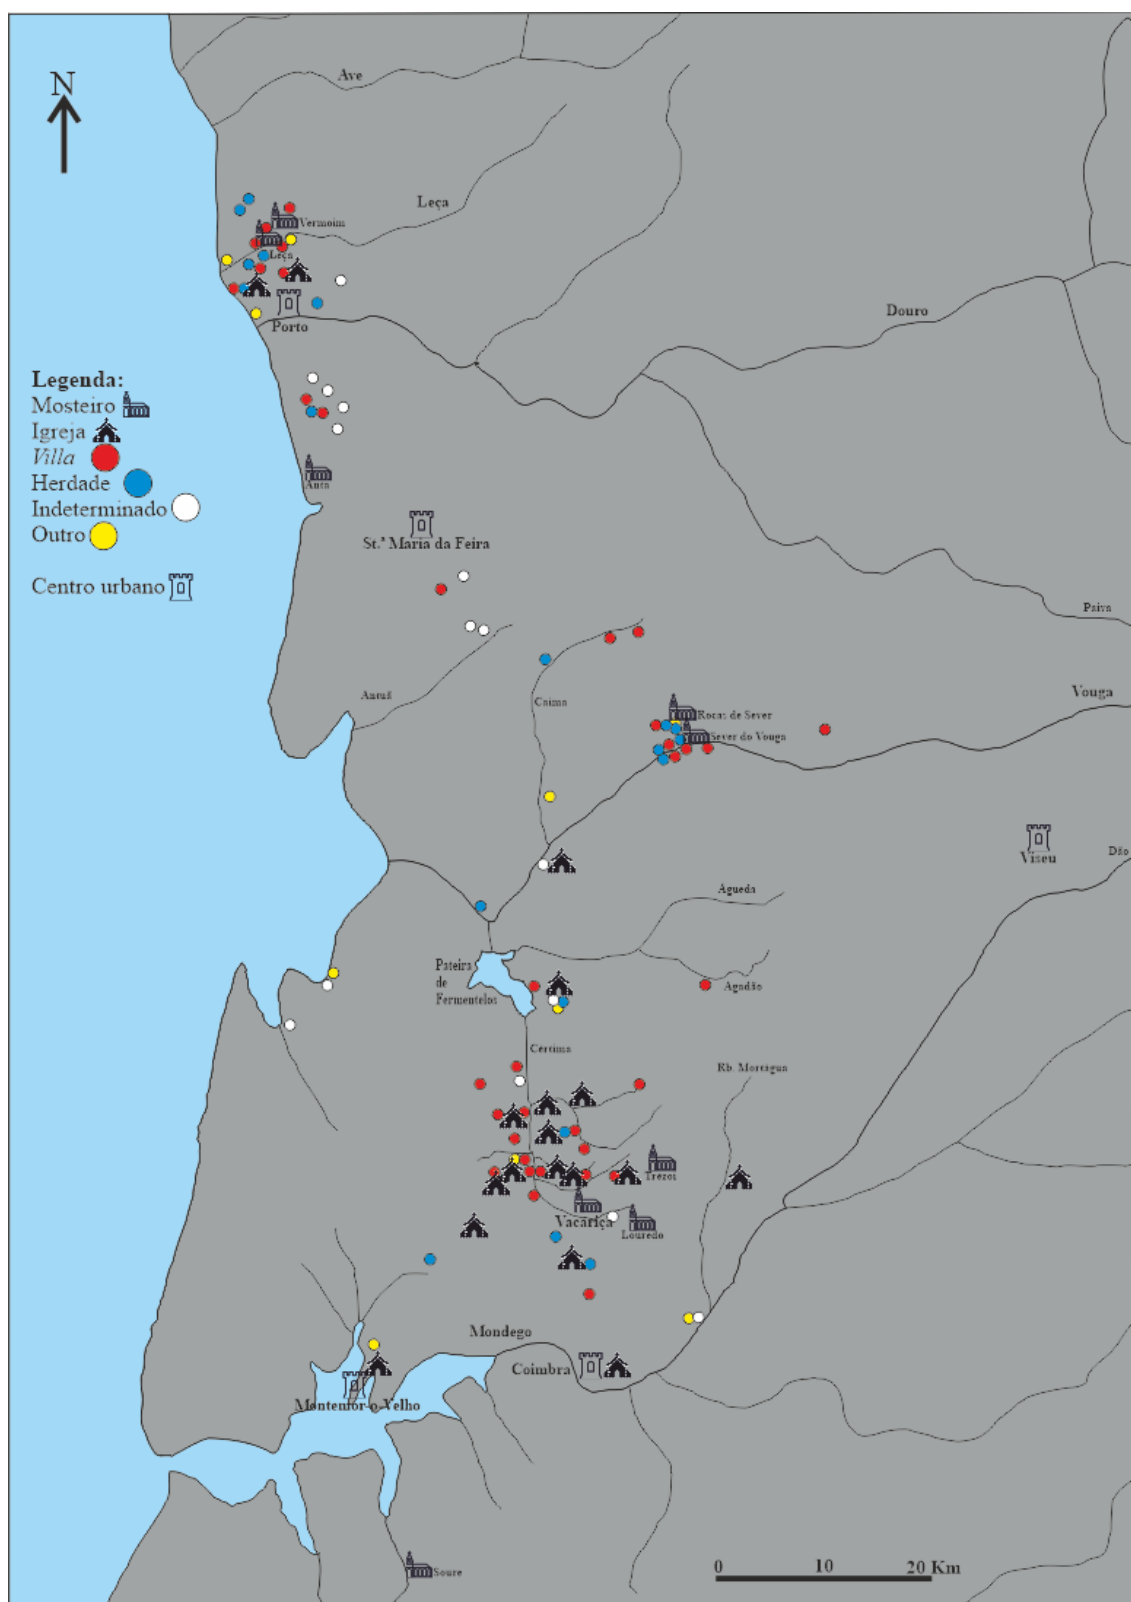 N
Ave
Leça
Vermoim
Leça
Porto
Douro
Legenda:
Mosteiro
Igreja
Villa
Herdade
Indeterminado
Outro
Centro urbano
Anta
St.ª Maria da Feira
Paiva
Antuã
Caima
Vouga
Rocas de Sever
Sever do Vouga
Viseu
Dão
Agueda
Pateira
de
Fermentelos
Agadão
Cértima
Rb. Mortágua
Trezoi
Vacariça
Louredo
Mondego
Coimbra
Montemor-o-Velho
Soure
0 10 20 Km